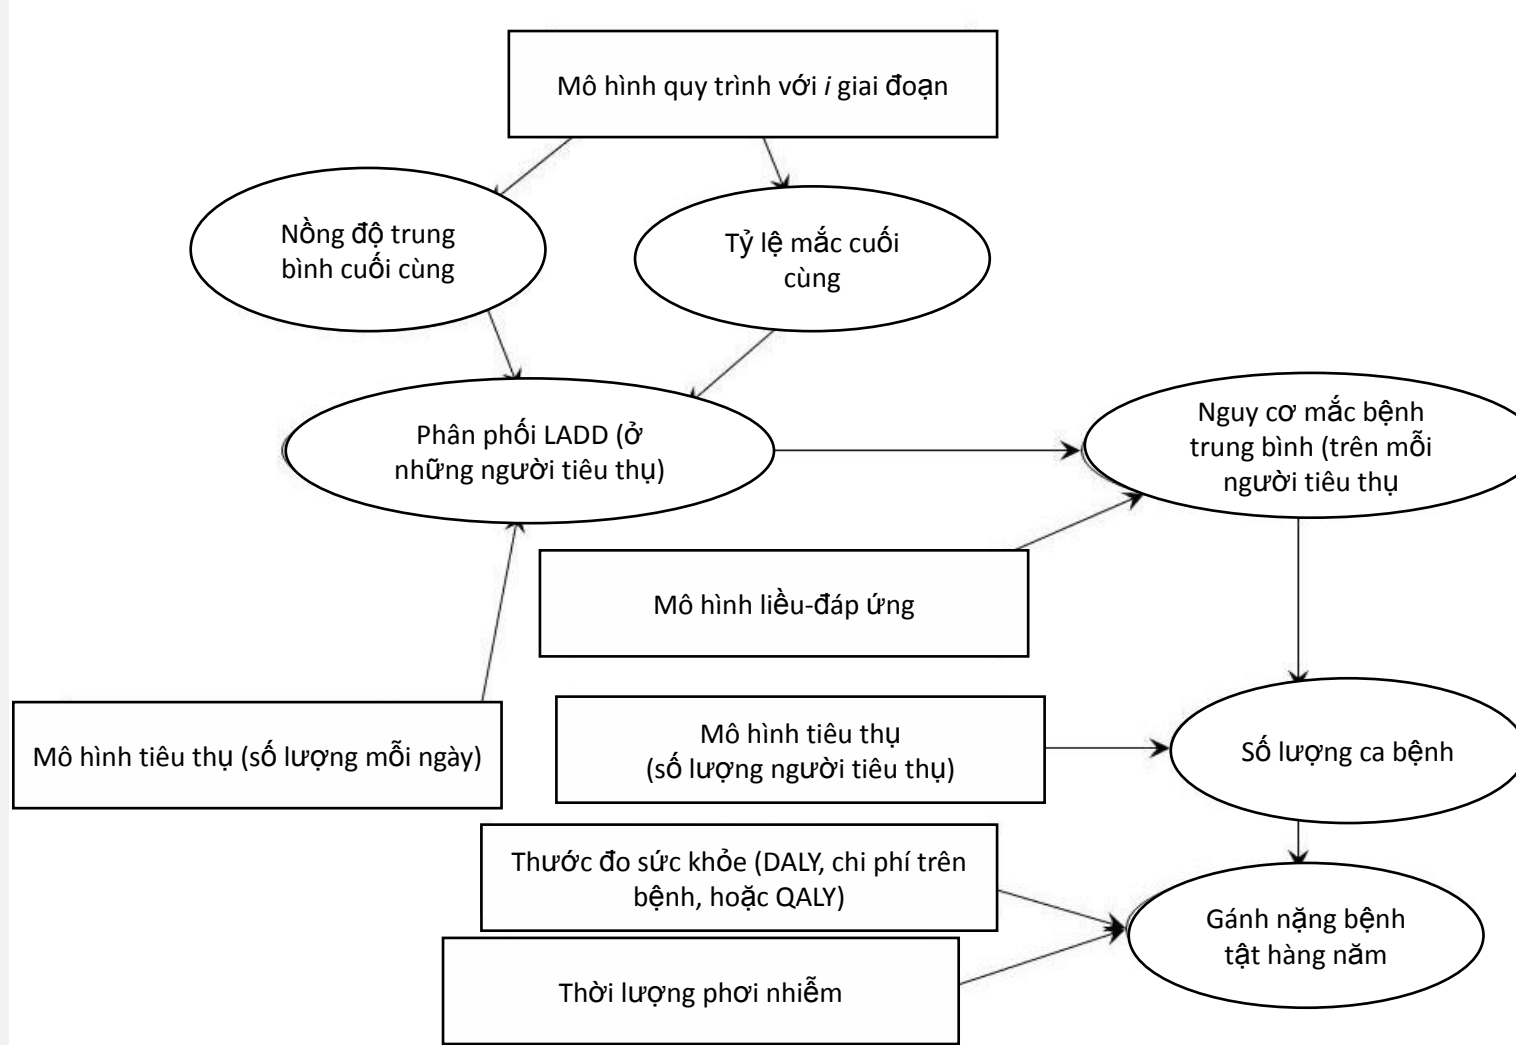 Mô hình quy trình với i giai đoạn
Nồng độ trung
bình cuối cùng
Tỷ lệ mắc cuối
cùng
Phân phối LADD (ở
những người tiêu thụ)
Nguy cơ mắc bệnh
trung bình (trên mỗi
người tiêu thụ
Mô hình liều-đáp ứng
Mô hình tiêu thụ (số lượng mỗi ngày)
Mô hình tiêu thụ
(số lượng người tiêu thụ)
Số lượng ca bệnh
Thước đo sức khỏe (DALY, chi phí trên
bệnh, hoặc QALY)
Gánh nặng bệnh
tật hàng năm
Thời lượng phơi nhiễm